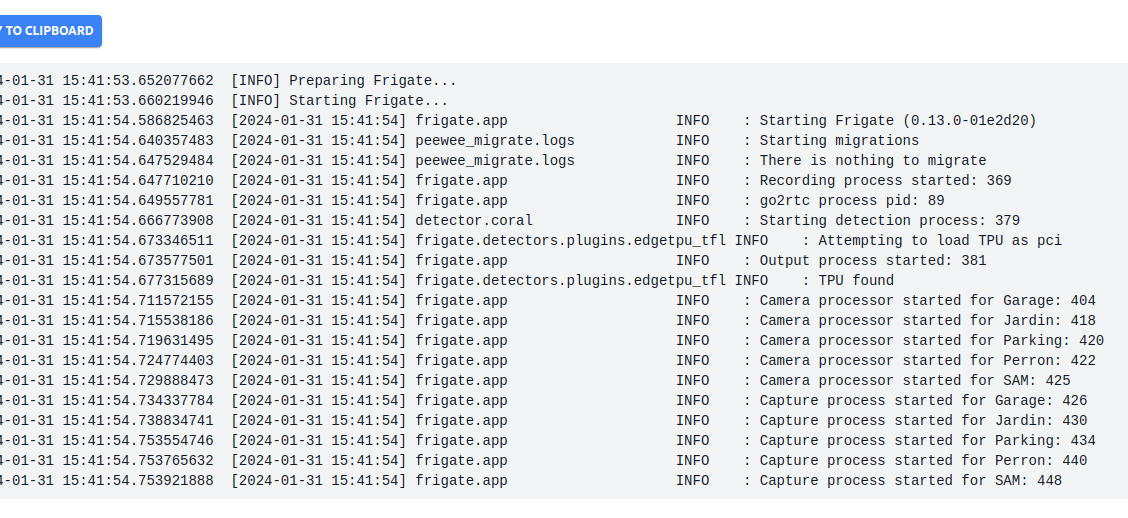 TO CLIPBOARD
4-01-31 15:41:53.652077662 [INFO] Preparing Frigate...
4-01-31 15:41:53.660219946 [INFO] Starting Frigate...
4-01-31 15:41:54.586825463 [2024-01-31 15:41:54] frigate.app INFO : Starting Frigate (0.13.0-01e2d20)
4-01-31 15:41:54.640357483 [2024-01-31 15:41:54] peewee_migrate.logs INFO : Starting migrations
4-01-31 15:41:54.647529484 [2024-01-31 15:41:54] peewee_migrate.logs INFO : There is nothing to migrate
4-01-31 15:41:54.647710210 [2024-01-31 15:41:54] frigate.app INFO : Recording process started: 369
4-01-31 15:41:54.649557781 [2024-01-31 15:41:54] frigate.app INFO : go2rtc process pid: 89
4-01-31 15:41:54.666773908 [2024-01-31 15:41:54] detector.coral INFO : Starting detection process: 379
4-01-31 15:41:54.673346511 [2024-01-31 15:41:54] frigate.detectors.plugins.edgetpu_tfl INFO : Attempting to load TPU as pci
4-01-31 15:41:54.673577501 [2024-01-31 15:41:54] frigate.app INFO : Output process started: 381
4-01-31 15:41:54.677315689 [2024-01-31 15:41:54] frigate.detectors.plugins.edgetpu_tfl INFO : TPU found
4-01-31 15:41:54.711572155 [2024-01-31 15:41:54] frigate.app INFO : Camera processor started for Garage: 404
4-01-31 15:41:54.715538186 [2024-01-31 15:41:54] frigate.app INFO : Camera processor started for Jardin: 418
4-01-31 15:41:54.719631495 [2024-01-31 15:41:54] frigate.app INFO : Camera processor started for Parking: 420
4-01-31 15:41:54.724774403 [2024-01-31 15:41:54] frigate.app INFO : Camera processor started for Perron: 422
4-01-31 15:41:54.729888473 [2024-01-31 15:41:54] frigate.app INFO : Camera processor started for SAM: 425
4-01-31 15:41:54.734337784 [2024-01-31 15:41:54] frigate.app INFO : Capture process started for Garage: 426
4-01-31 15:41:54.738834741 [2024-01-31 15:41:54] frigate.app INFO : Capture process started for Jardin: 430
4-01-31 15:41:54.753554746 [2024-01-31 15:41:54] frigate.app INFO : Capture process started for Parking: 434
4-01-31 15:41:54.753765632 [2024-01-31 15:41:54] frigate.app INFO : Capture process started for Perron: 440
4-01-31 15:41:54.753921888 [2024-01-31 15:41:54] frigate.app INFO : Capture process started for SAM: 448